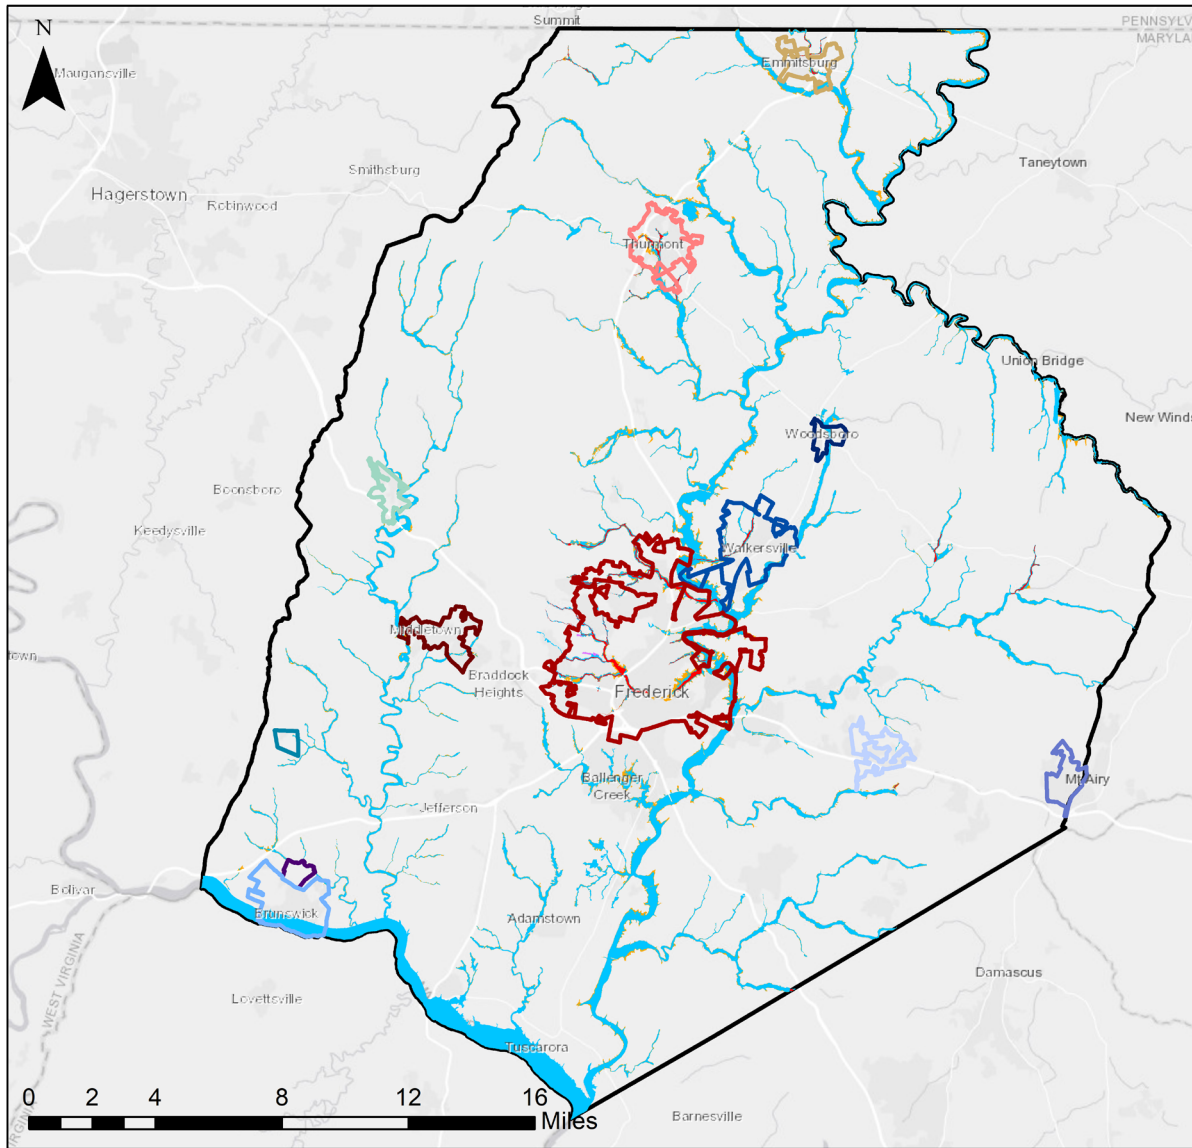 Summit
N
PENNSYLV
MARYLA
Emmitsburg
Maugansville
Smithsburg
Taneytown
Hagerstown
Robinwood
Thurmont
Union Bridge
New Winds
Woodsboro
Boonsboro
Keedysville
Walkersville
Middletown
town
Braddock
Heights
Frederick
Ballenger
Creek
Mt Airy
Jefferson
Bolivar
Brunswick
Adamstown
WEST VIRGINIA
Damascus
Lovettsville
Tuscarora
0 2 4 8 12 16
Miles
Barnesville
VIRGINIA